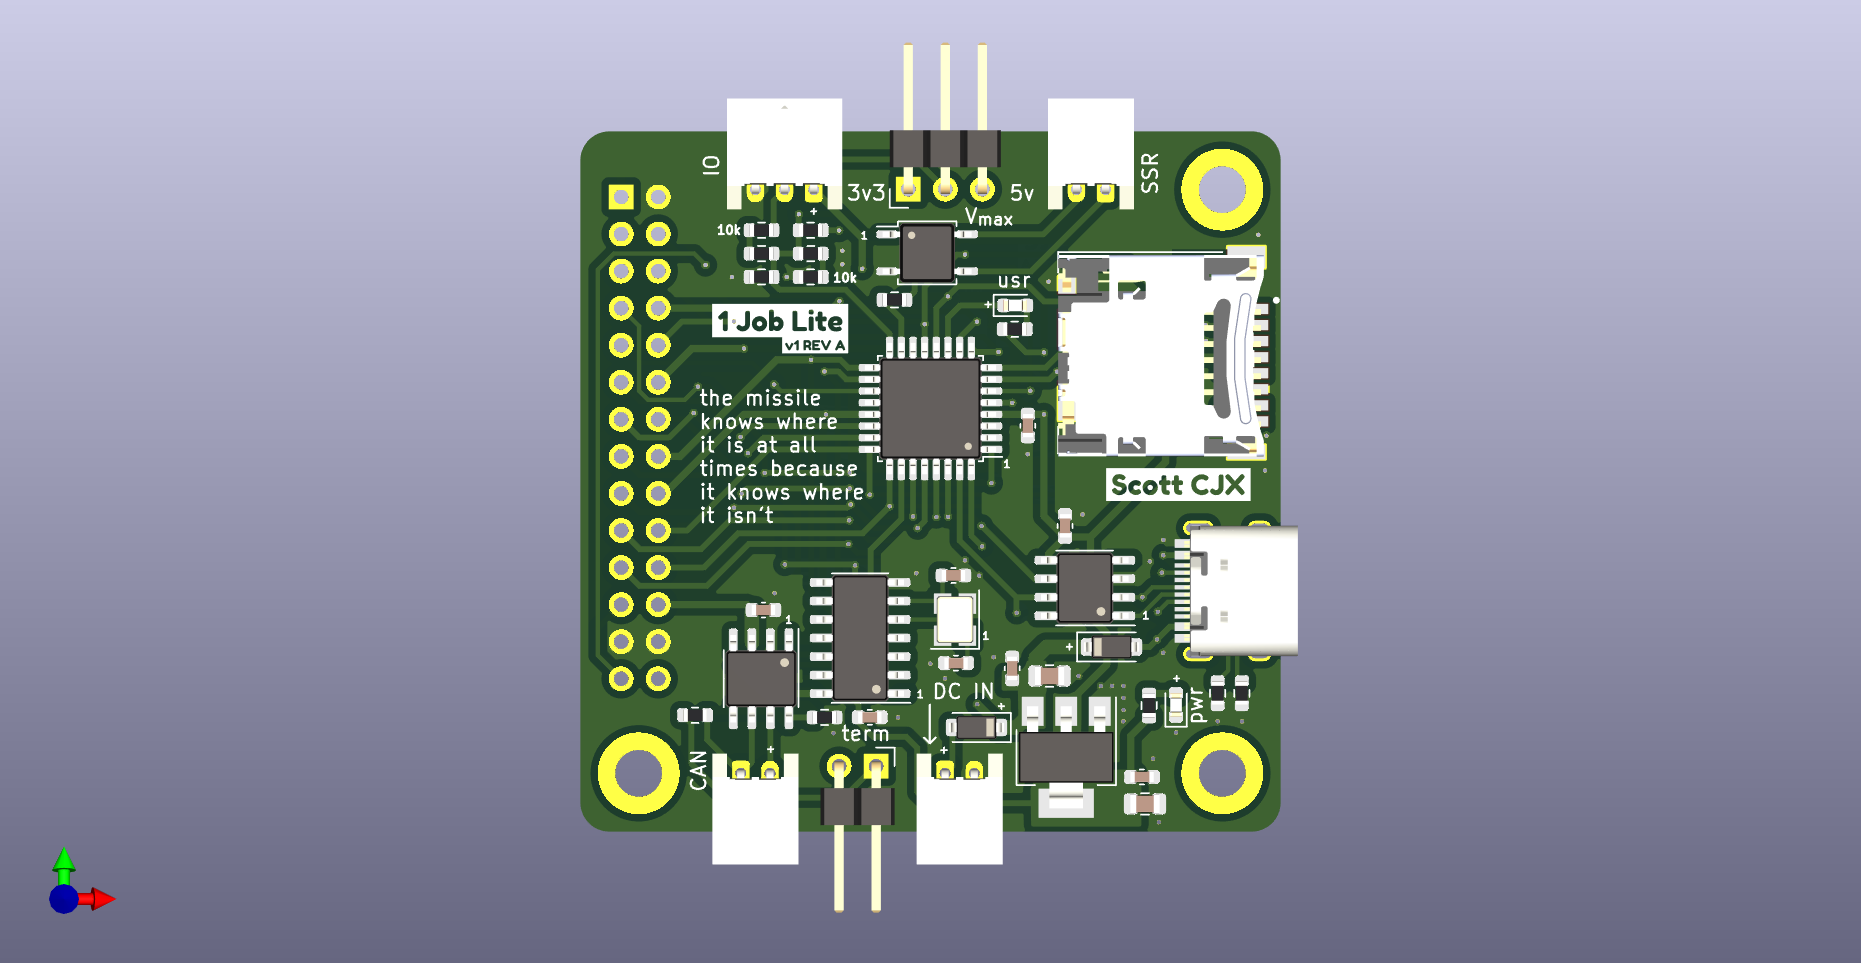 IO
SSR
3v3
5v
Vmax
+
10k
1
10k
usr
+
1 Job Lite
v1 REV A
the missile
knows where
it is at all
times because
it knows where
it isn't
1
Scott CJX
1
1
1
+
1
DC IN
+
+
pwr
term
CAN
+
+